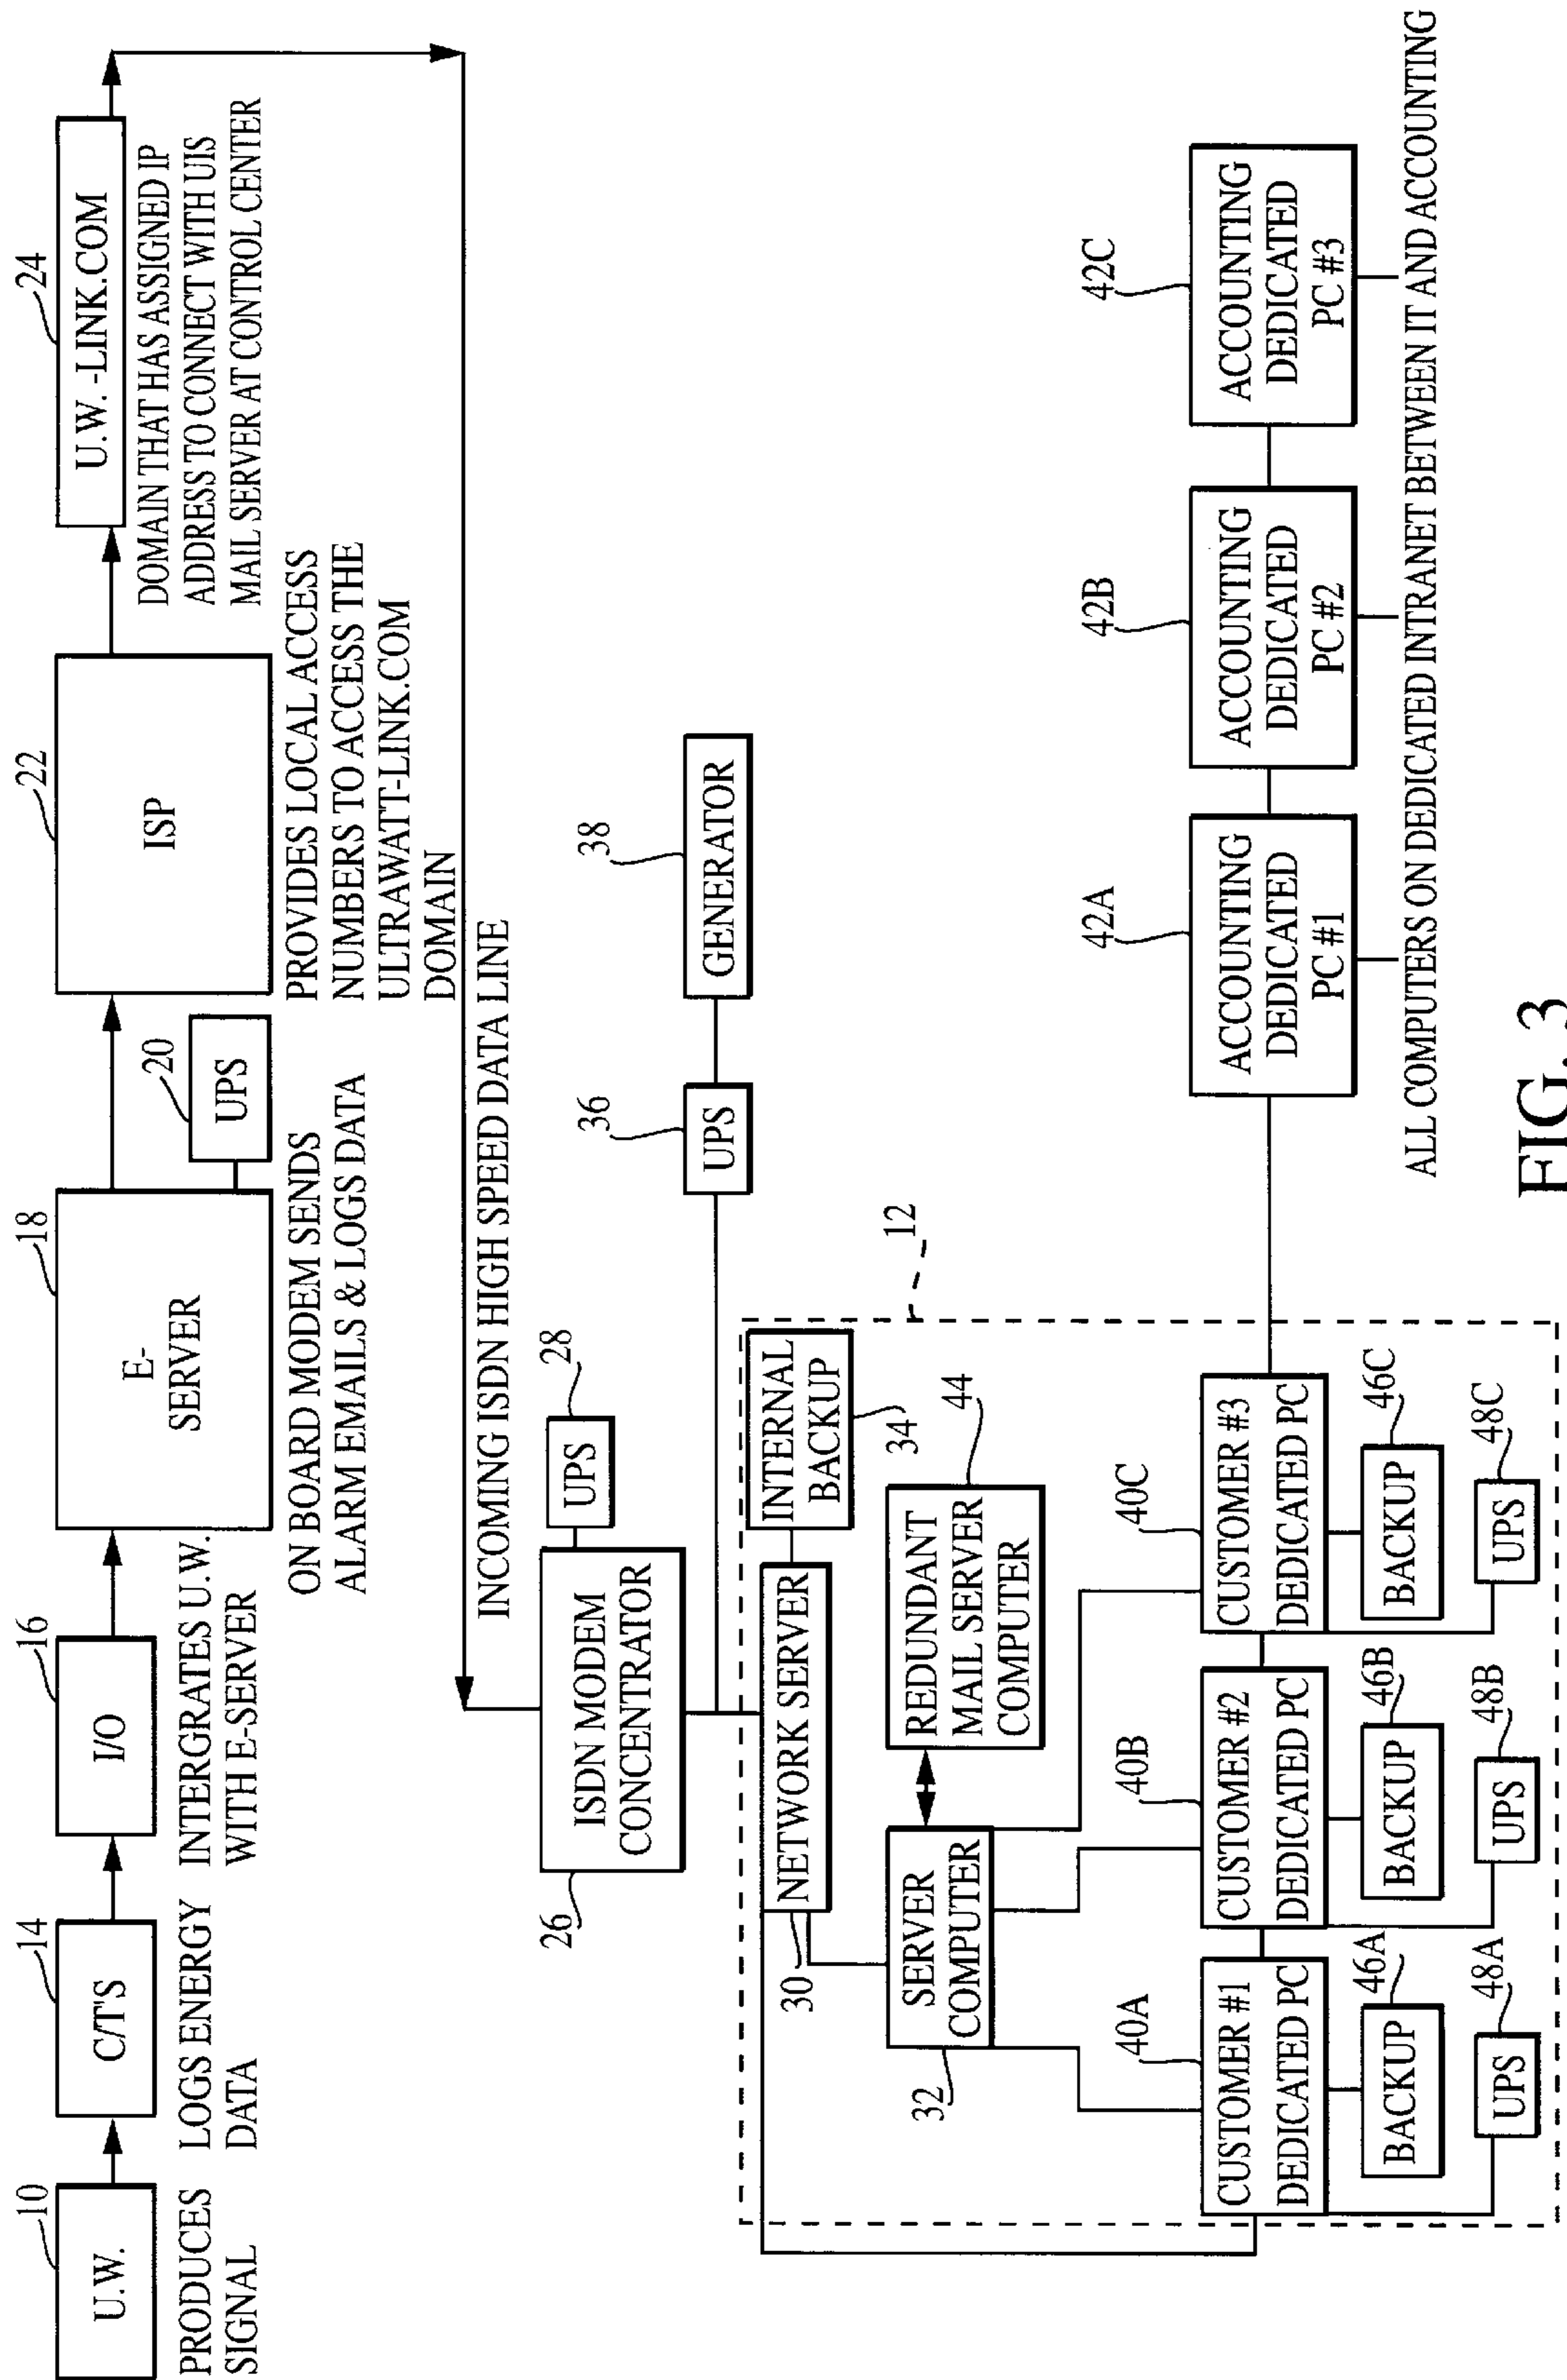 10
U.W.
PRODUCES
SIGNAL
14
C/T'S
LOGS ENERGY
DATA
16
I/O
INTERGRATES U.W.
WITH E-SERVER
18
E-
SERVER
ON BOARD MODEM SENDS
ALARM EMAILS & LOGS DATA
20
UPS
22
ISP
PROVIDES LOCAL ACCESS
NUMBERS TO ACCESS THE
ULTRAWATT-LINK.COM
DOMAIN
24
U.W. -LINK.COM
DOMAIN THAT HAS ASSIGNED IP
ADDRESS TO CONNECT WITH UIS
MAIL SERVER AT CONTROL CENTER
INCOMING ISDN HIGH SPEED DATA LINE
26
ISDN MODEM
CONCENTRATOR
28
UPS
36
UPS
38
GENERATOR
12
30
NETWORK SERVER
INTERNAL
BACKUP
34
32
SERVER
COMPUTER
REDUNDANT
MAIL SERVER
COMPUTER
44
40A
CUSTOMER #1
DEDICATED PC
46A
BACKUP
48A
UPS
40B
CUSTOMER #2
DEDICATED PC
46B
BACKUP
48B
UPS
40C
CUSTOMER #3
DEDICATED PC
46C
BACKUP
48C
UPS
42A
ACCOUNTING
DEDICATED
PC #1
42B
ACCOUNTING
DEDICATED
PC #2
42C
ACCOUNTING
DEDICATED
PC #3
ALL COMPUTERS ON DEDICATED INTRANET BETWEEN IT AND ACCOUNTING
FIG. 3